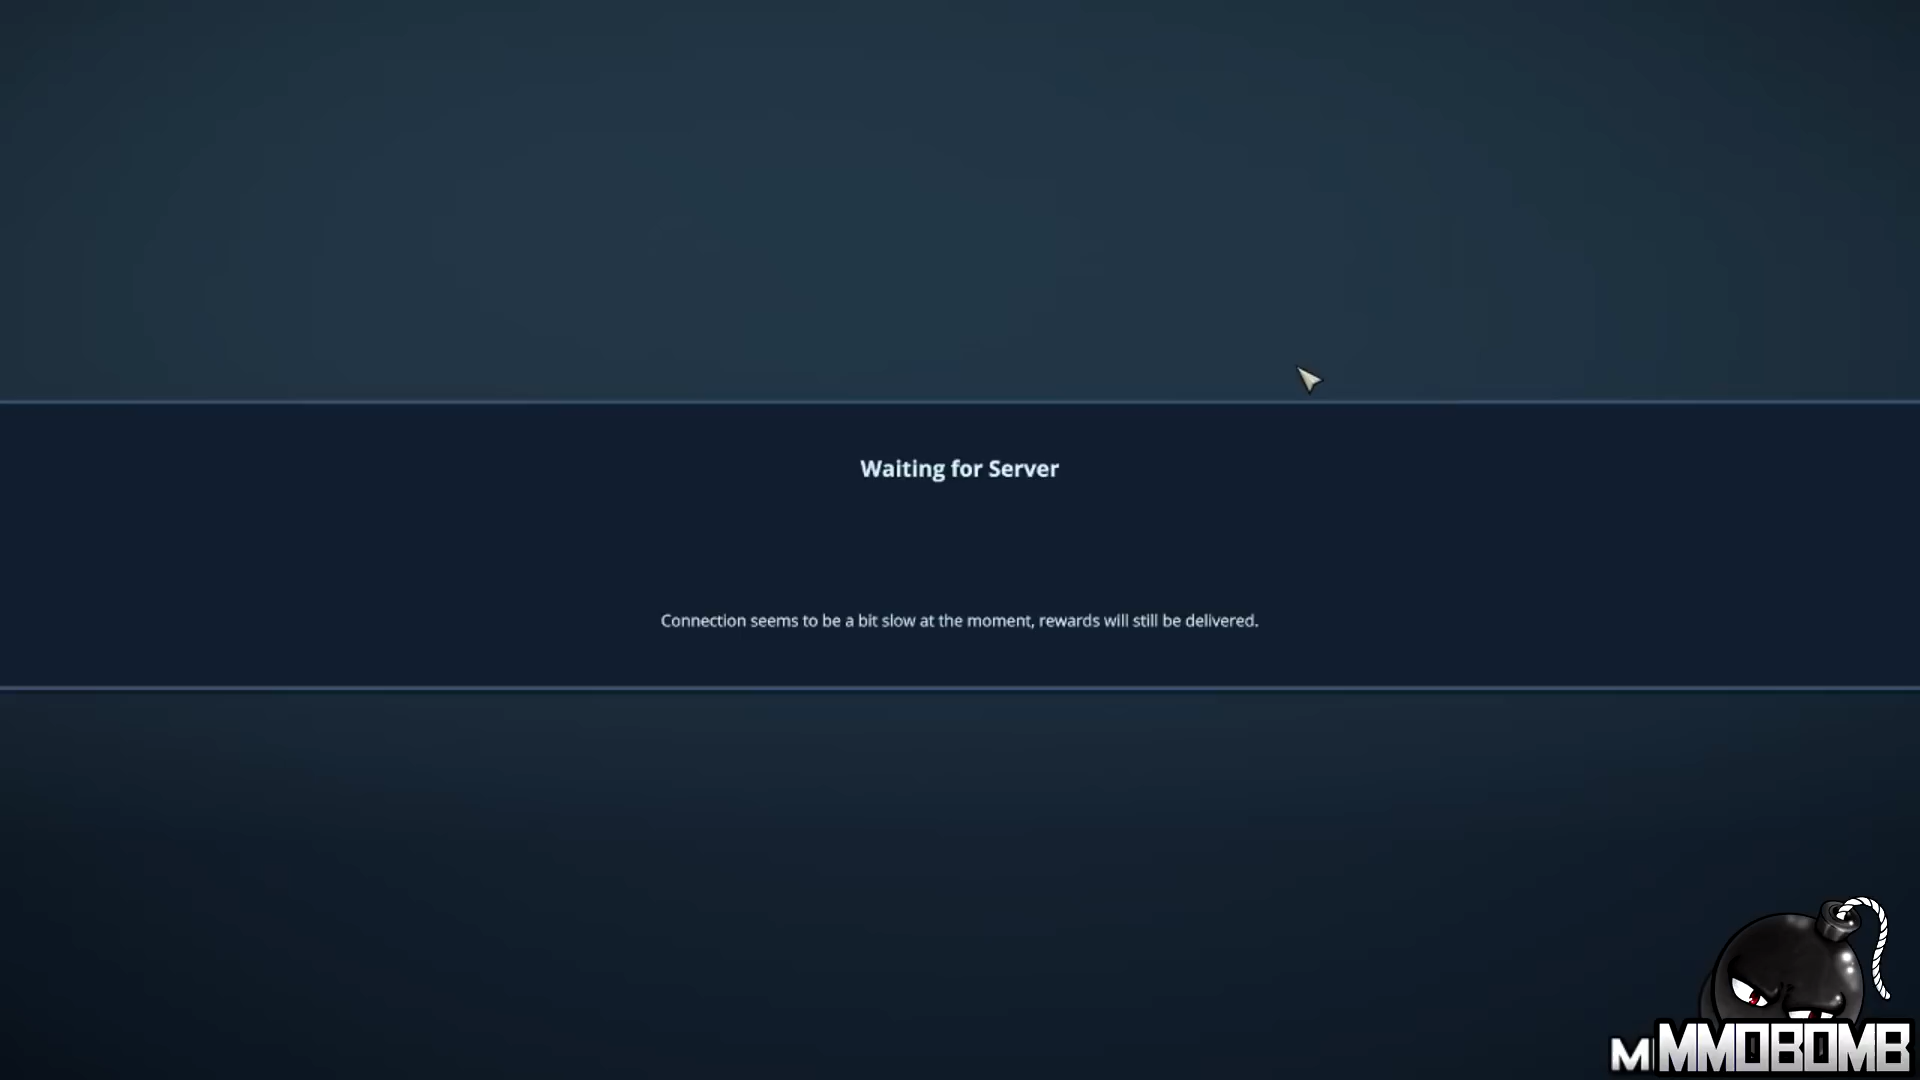 Waiting for Server
Connection seems to be a bit slow at the moment, rewards will still be delivered.
M
MMOBOMB